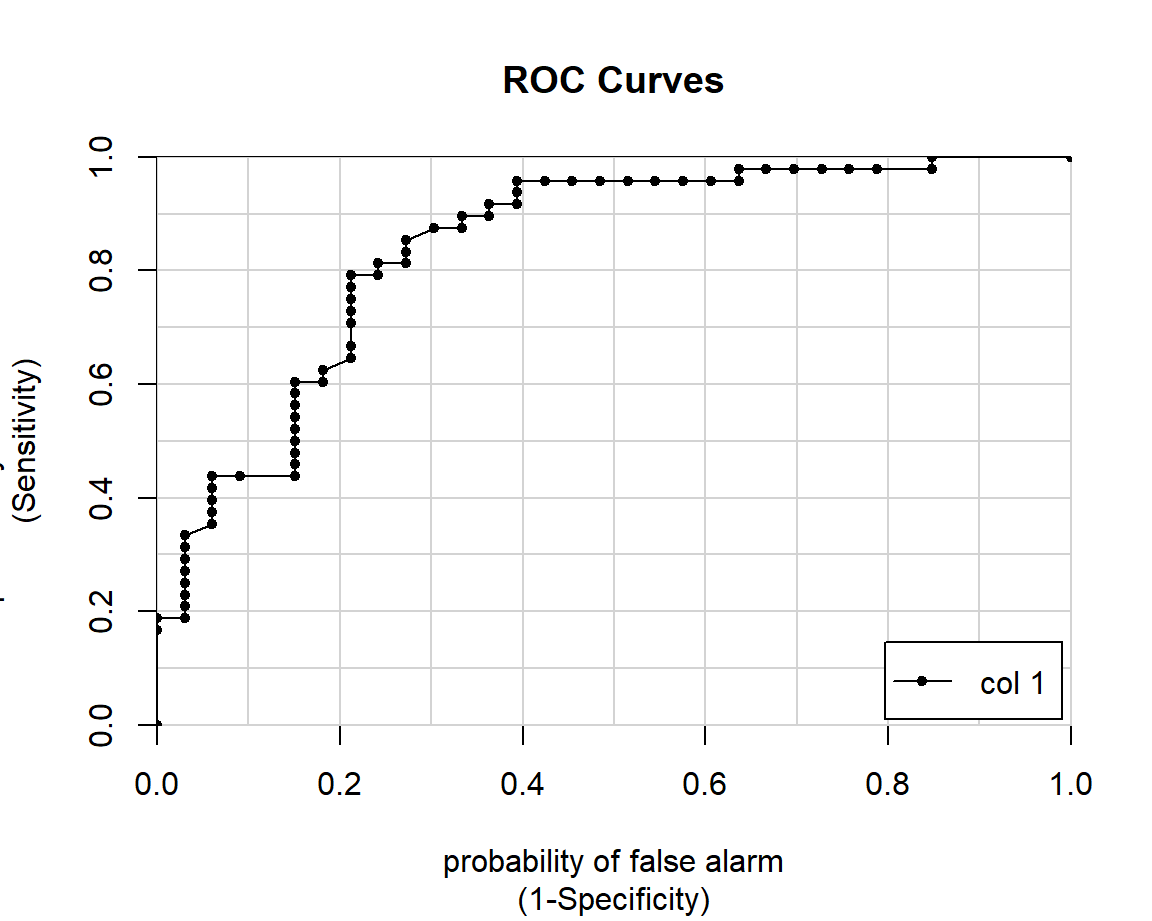 ROC Curves
(Sensitivity)
1.0
0.8
0.6
0.4
0.2
0.0
col 1
0.0 0.2 0.4 0.6 0.8 1.0
probability of false alarm
(1-Specificity)